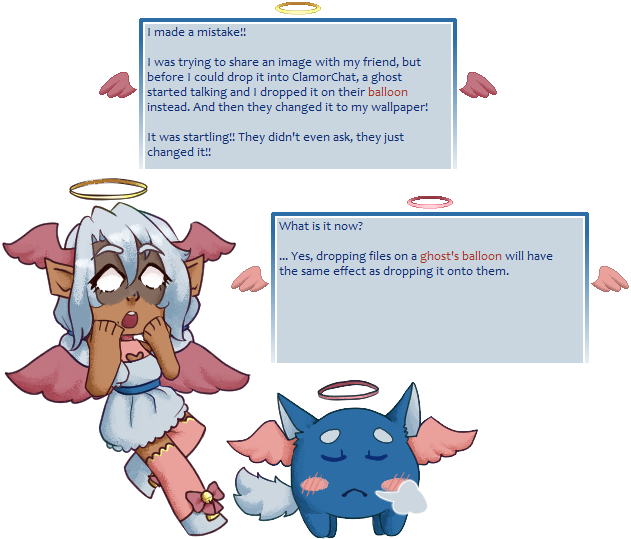 I made a mistake!!
I was trying to share an image with my friend, but
before I could drop it into ClamorChat, a ghost
started talking and I dropped it on their balloon
instead. And then they changed it to my wallpaper!
It was startling!! They didn't even ask, they just
changed it!!
What is it now?
... Yes, dropping files on a ghost's balloon will have
the same effect as dropping it onto them.